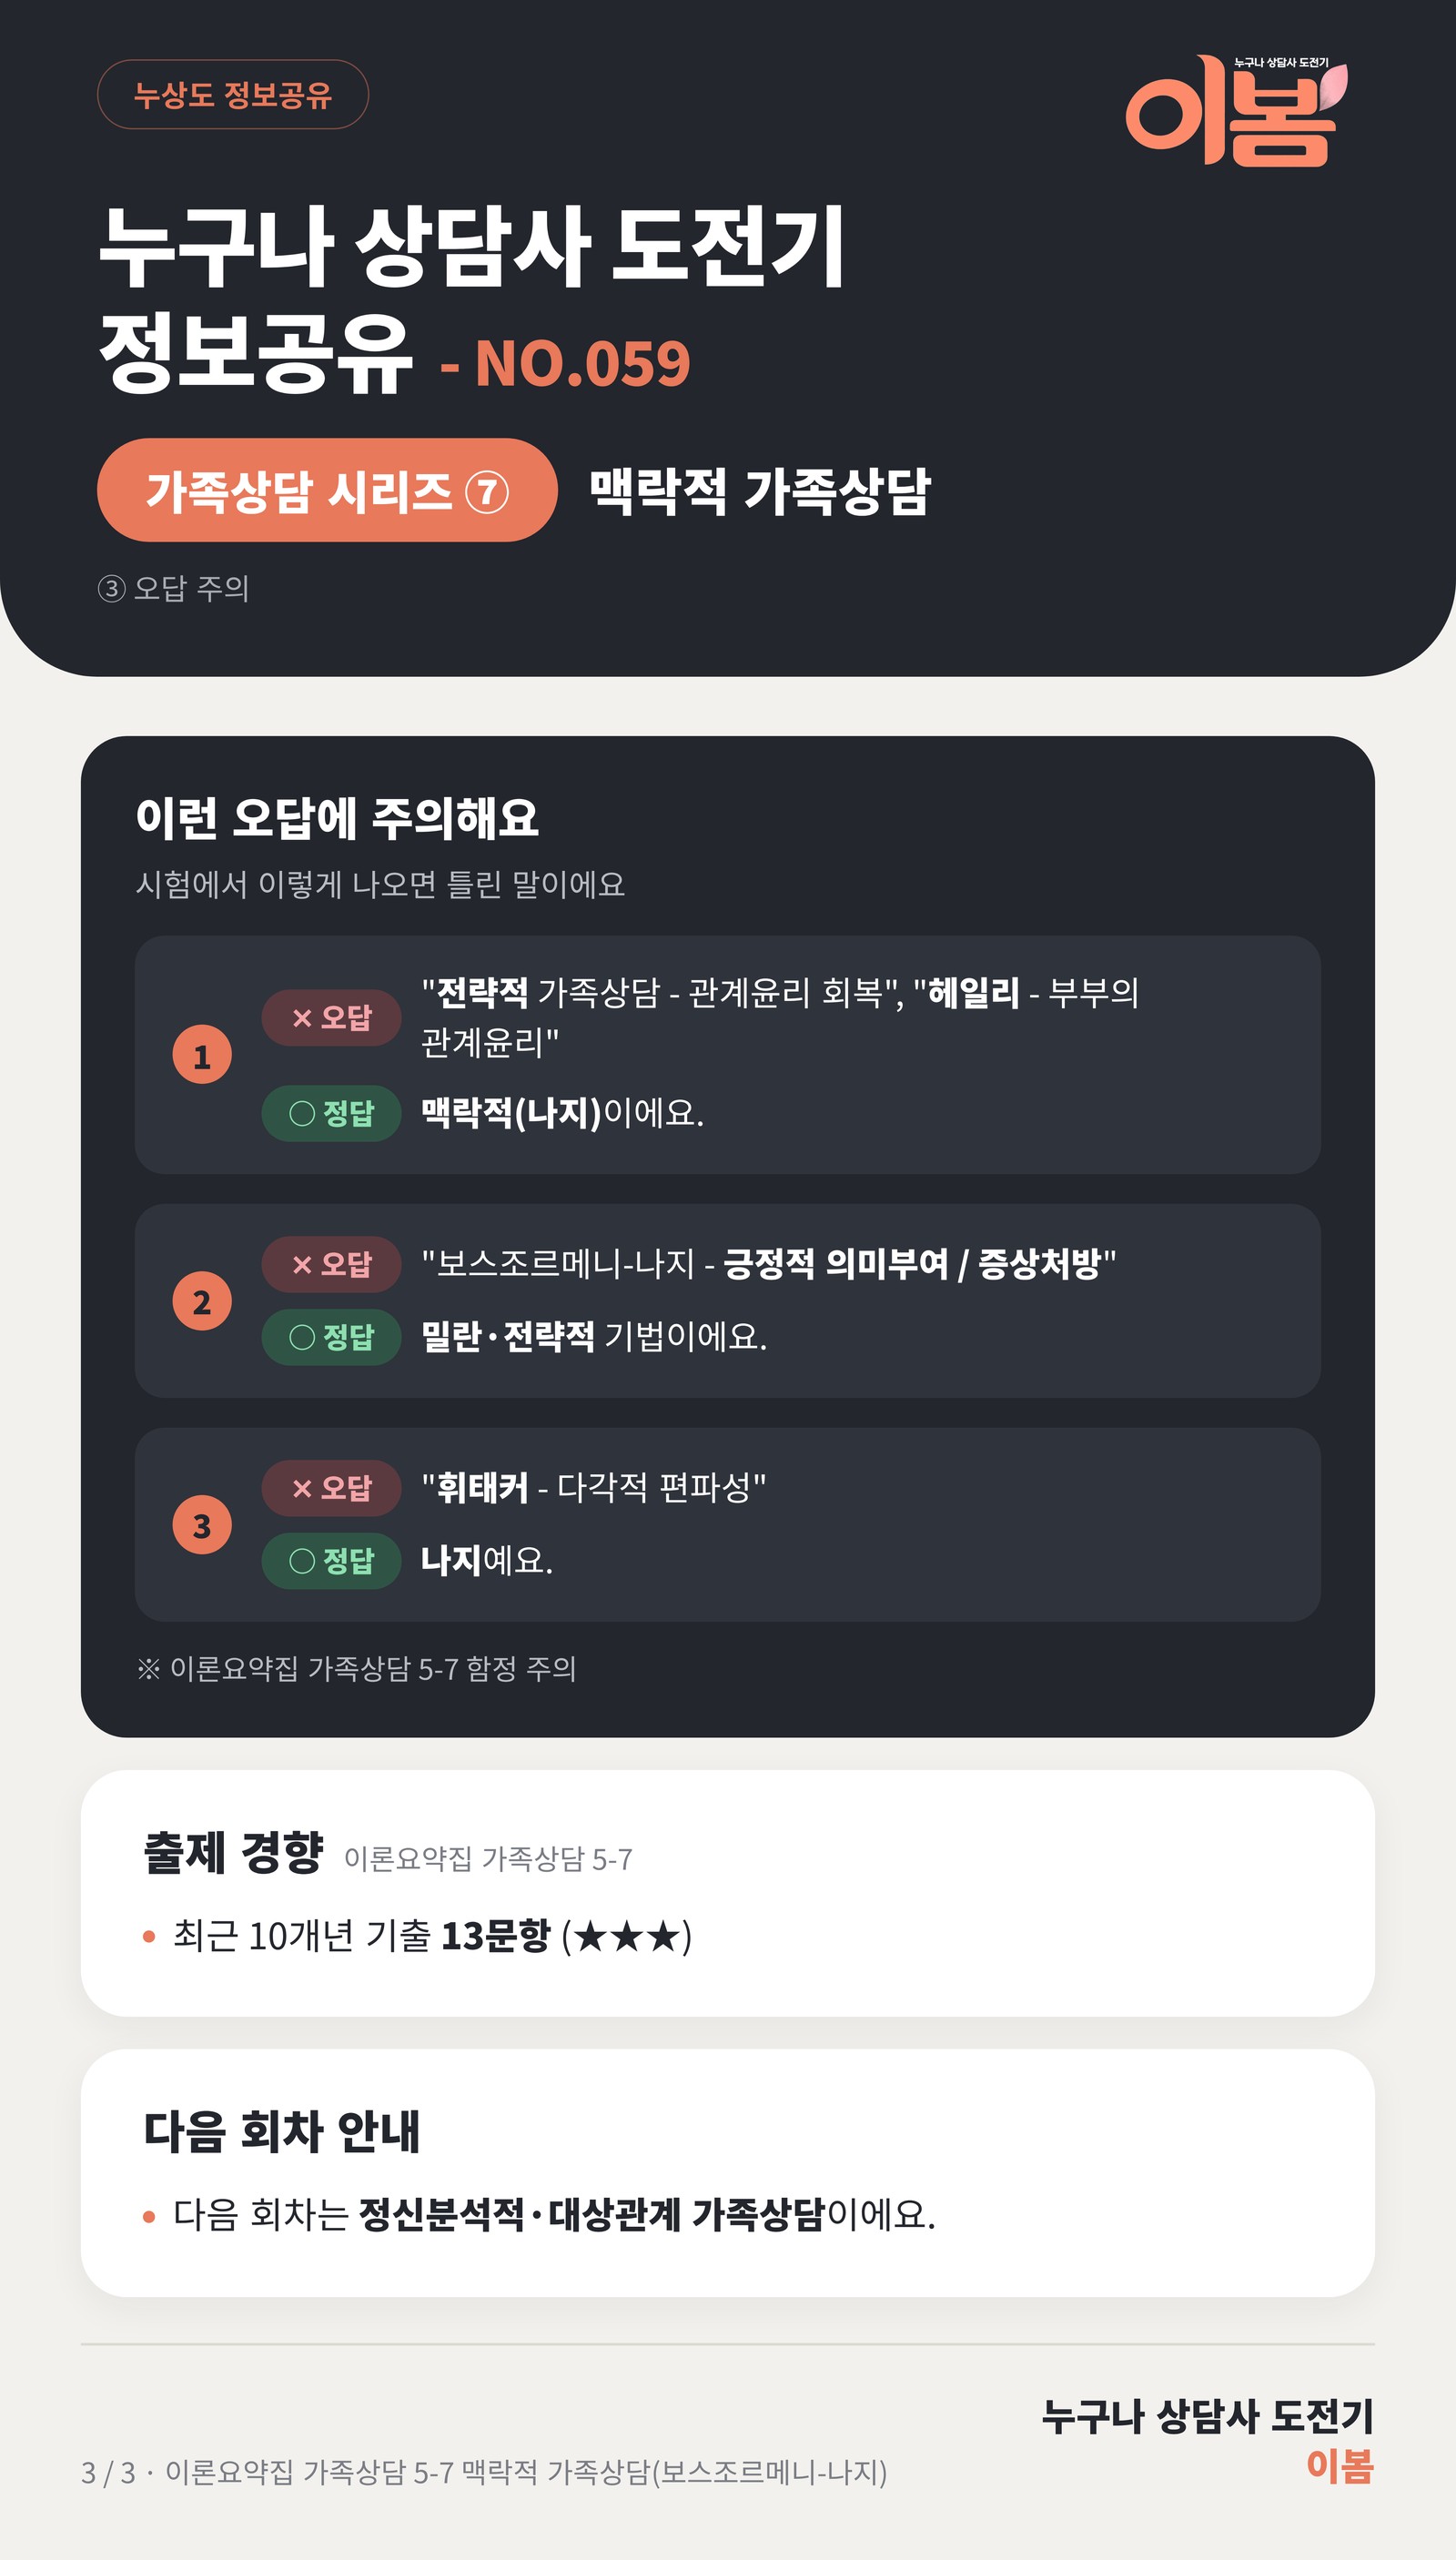 누상도 정보공유
누구나 상담사 도전기
이봄
누구나 상담사 도전기
정보공유 - NO.059
가족상담 시리즈 ⑦ 맥락적 가족상담
③ 오답 주의
이런 오답에 주의해요
시험에서 이렇게 나오면 틀린 말이에요
1
✕ 오답 "전략적 가족상담 - 관계윤리 회복", "헤일리 - 부부의
관계윤리"
○ 정답 맥락적(나지)이에요.
2
✕ 오답 "보스조르메니-나지 - 긍정적 의미부여 / 증상처방"
○ 정답 밀란·전략적 기법이에요.
3
✕ 오답 "휘태커 - 다각적 편파성"
○ 정답 나지예요.
※ 이론요약집 가족상담 5-7 함정 주의
출제 경향 이론요약집 가족상담 5-7
• 최근 10개년 기출 13문항 (★★★)
다음 회차 안내
• 다음 회차는 정신분석적·대상관계 가족상담이에요.
누구나 상담사 도전기
3 / 3 · 이론요약집 가족상담 5-7 맥락적 가족상담(보스조르메니-나지)
이봄